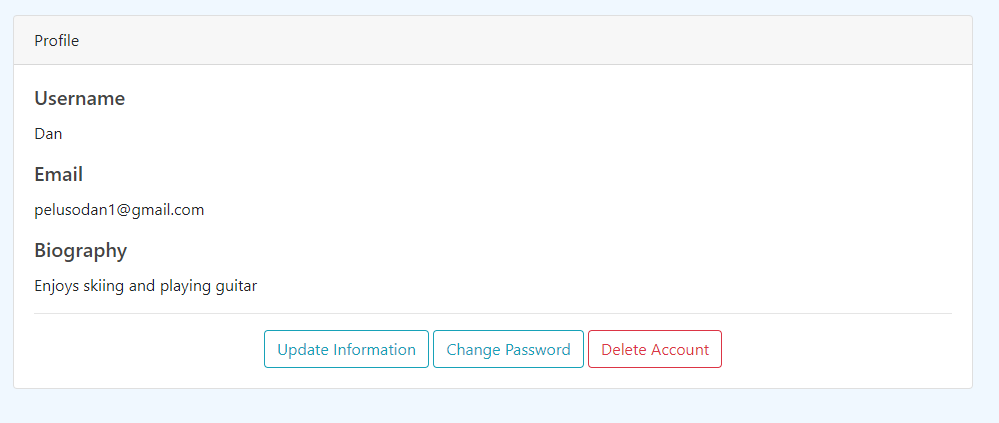 Profile
Username
Dan
Email
pelusodan1@gmail.com
Biography
Enjoys skiing and playing guitar
Update Information Change Password Delete Account